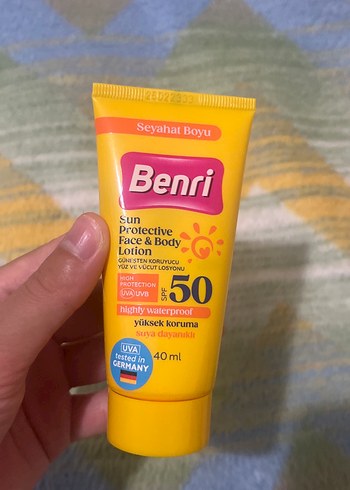 Seyahat Boyu
Benri
Sun
Protective
Face & Body
Lotion
GÜNEŞTEN KORUYUCU
YÜZ VE VÜCUT LOSYONU
HIGH
PROTECTION
UVA UVB
SPF 50
highly waterproof
yüksek koruma
suya dayanıklı
UVA
tested in
GERMANY
40 ml